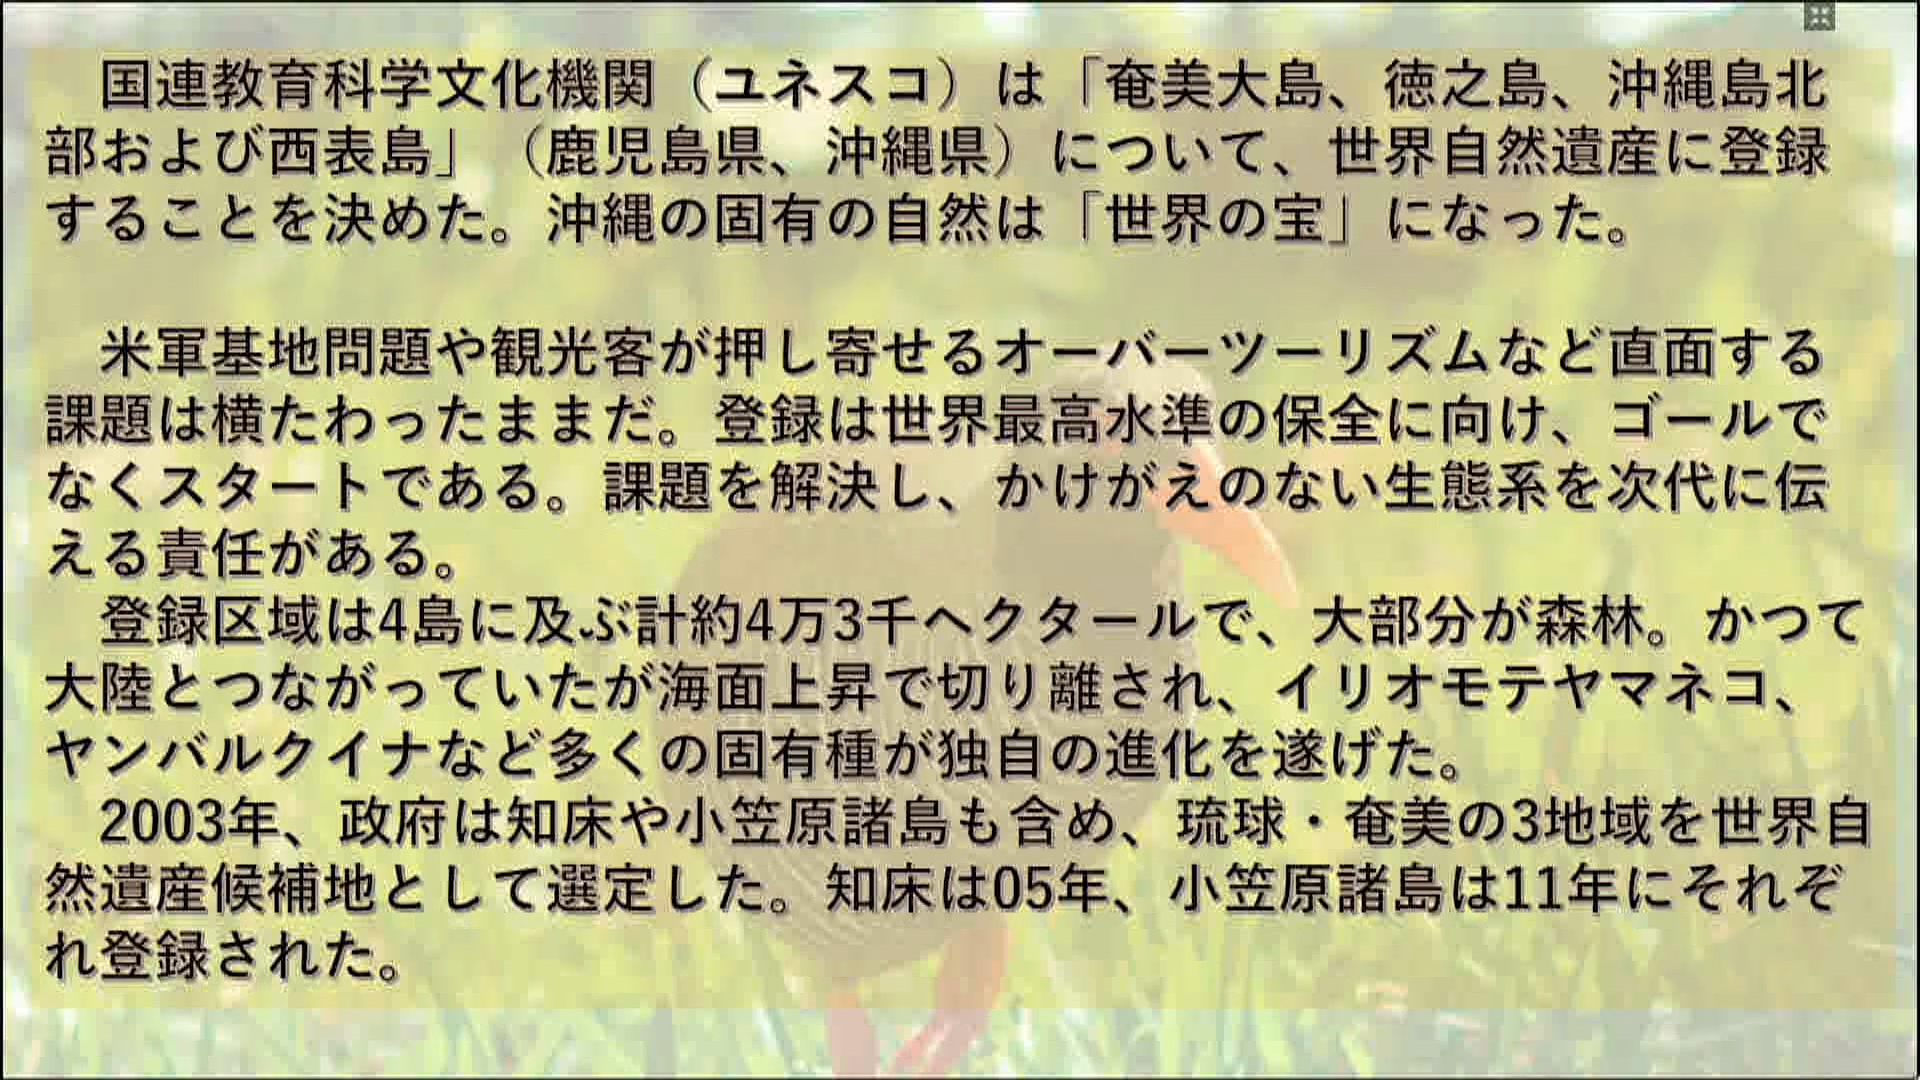 国連教育科学文化機関（ユネスコ）は「奄美大島、徳之島、沖縄島北
部および西表島」（鹿児島県、沖縄県）について、世界自然遺産に登録
することを決めた。沖縄の固有の自然は「世界の宝」になった。
米軍基地問題や観光客が押し寄せるオーバーツーリズムなど直面する
課題は横たわったままだ。登録は世界最高水準の保全に向け、ゴールで
なくスタートである。課題を解決し、かけがえのない生態系を次代に伝
える責任がある。
登録区域は4島に及ぶ計約4万3千ヘクタールで、大部分が森林。かつて
大陸とつながっていたが海面上昇で切り離され、イリオモテヤマネコ、
ヤンバルクイナなど多くの固有種が独自の進化を遂げた。
2003年、政府は知床や小笠原諸島も含め、琉球・奄美の3地域を世界自
然遺産候補地として選定した。知床は05年、小笠原諸島は11年にそれぞ
れ登録された。